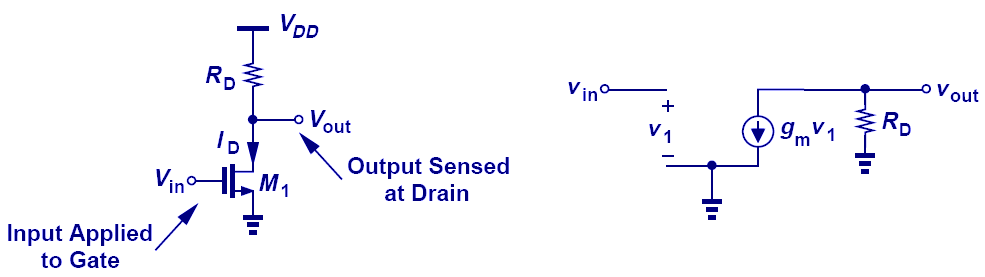 VDD
RD
Vout
ID
Output Sensed
at Drain
Vin
M1
Input Applied
to Gate
vin
+
v1
−
gmv1
RD
vout